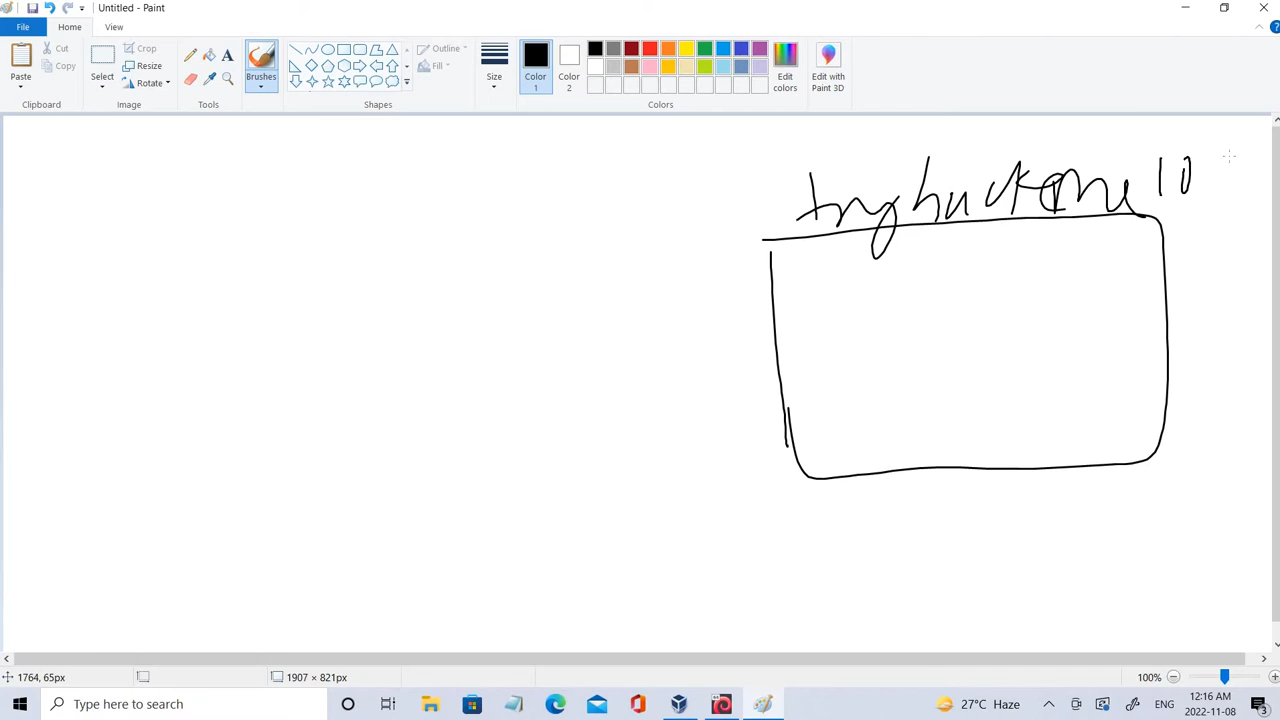 Untitled - Paint
File Home View
Cut
Copy
Paste
Clipboard
Crop
Resize
Rotate
Select
Image
Tools
Brushes
Outline
Fill
Shapes
Size
Color 1
Color 2
Edit colors
Colors
Edit with Paint 3D
tryhackme 10
1764, 65px
1907 × 821px
100%
Type here to search
27°C Haze
ENG
12:16 AM
2022-11-08
3